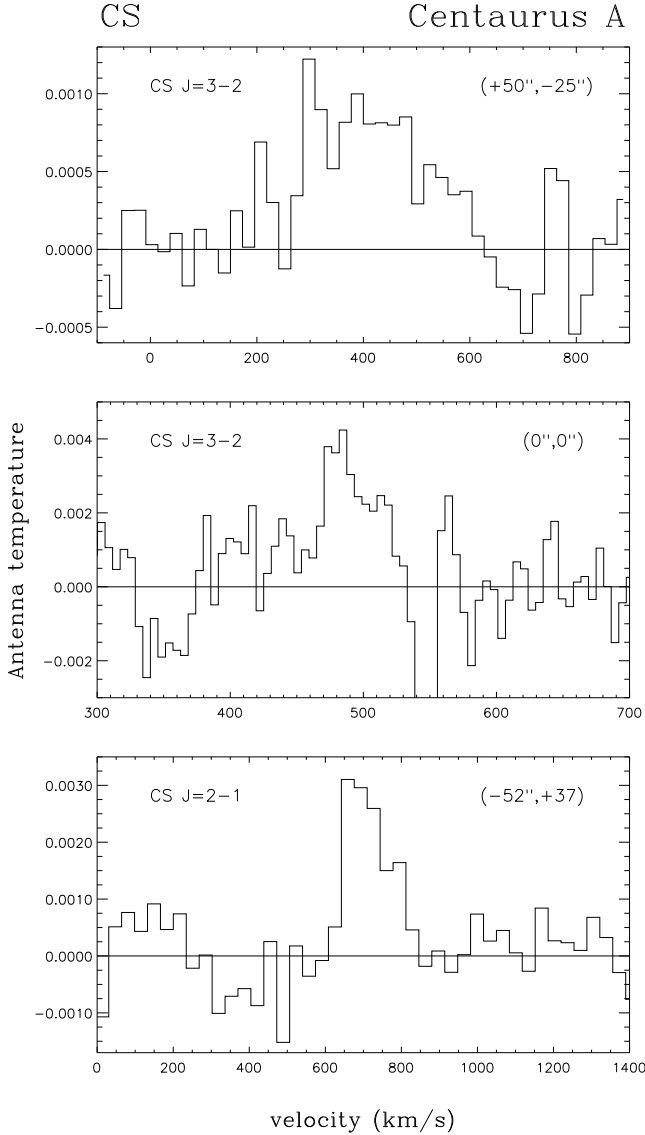 CS Centaurus A
CS J=3−2 (+50",−25")
0.0010
0.0005
0.0000
−0.0005
0 200 400 600 800
CS J=3−2 (0",0")
0.004
0.002
0.000
−0.002
300 400 500 600 700
Antenna temperature
CS J=2−1 (−52",+37)
0.0030
0.0020
0.0010
0.0000
−0.0010
0 200 400 600 800 1000 1200 1400
velocity (km/s)